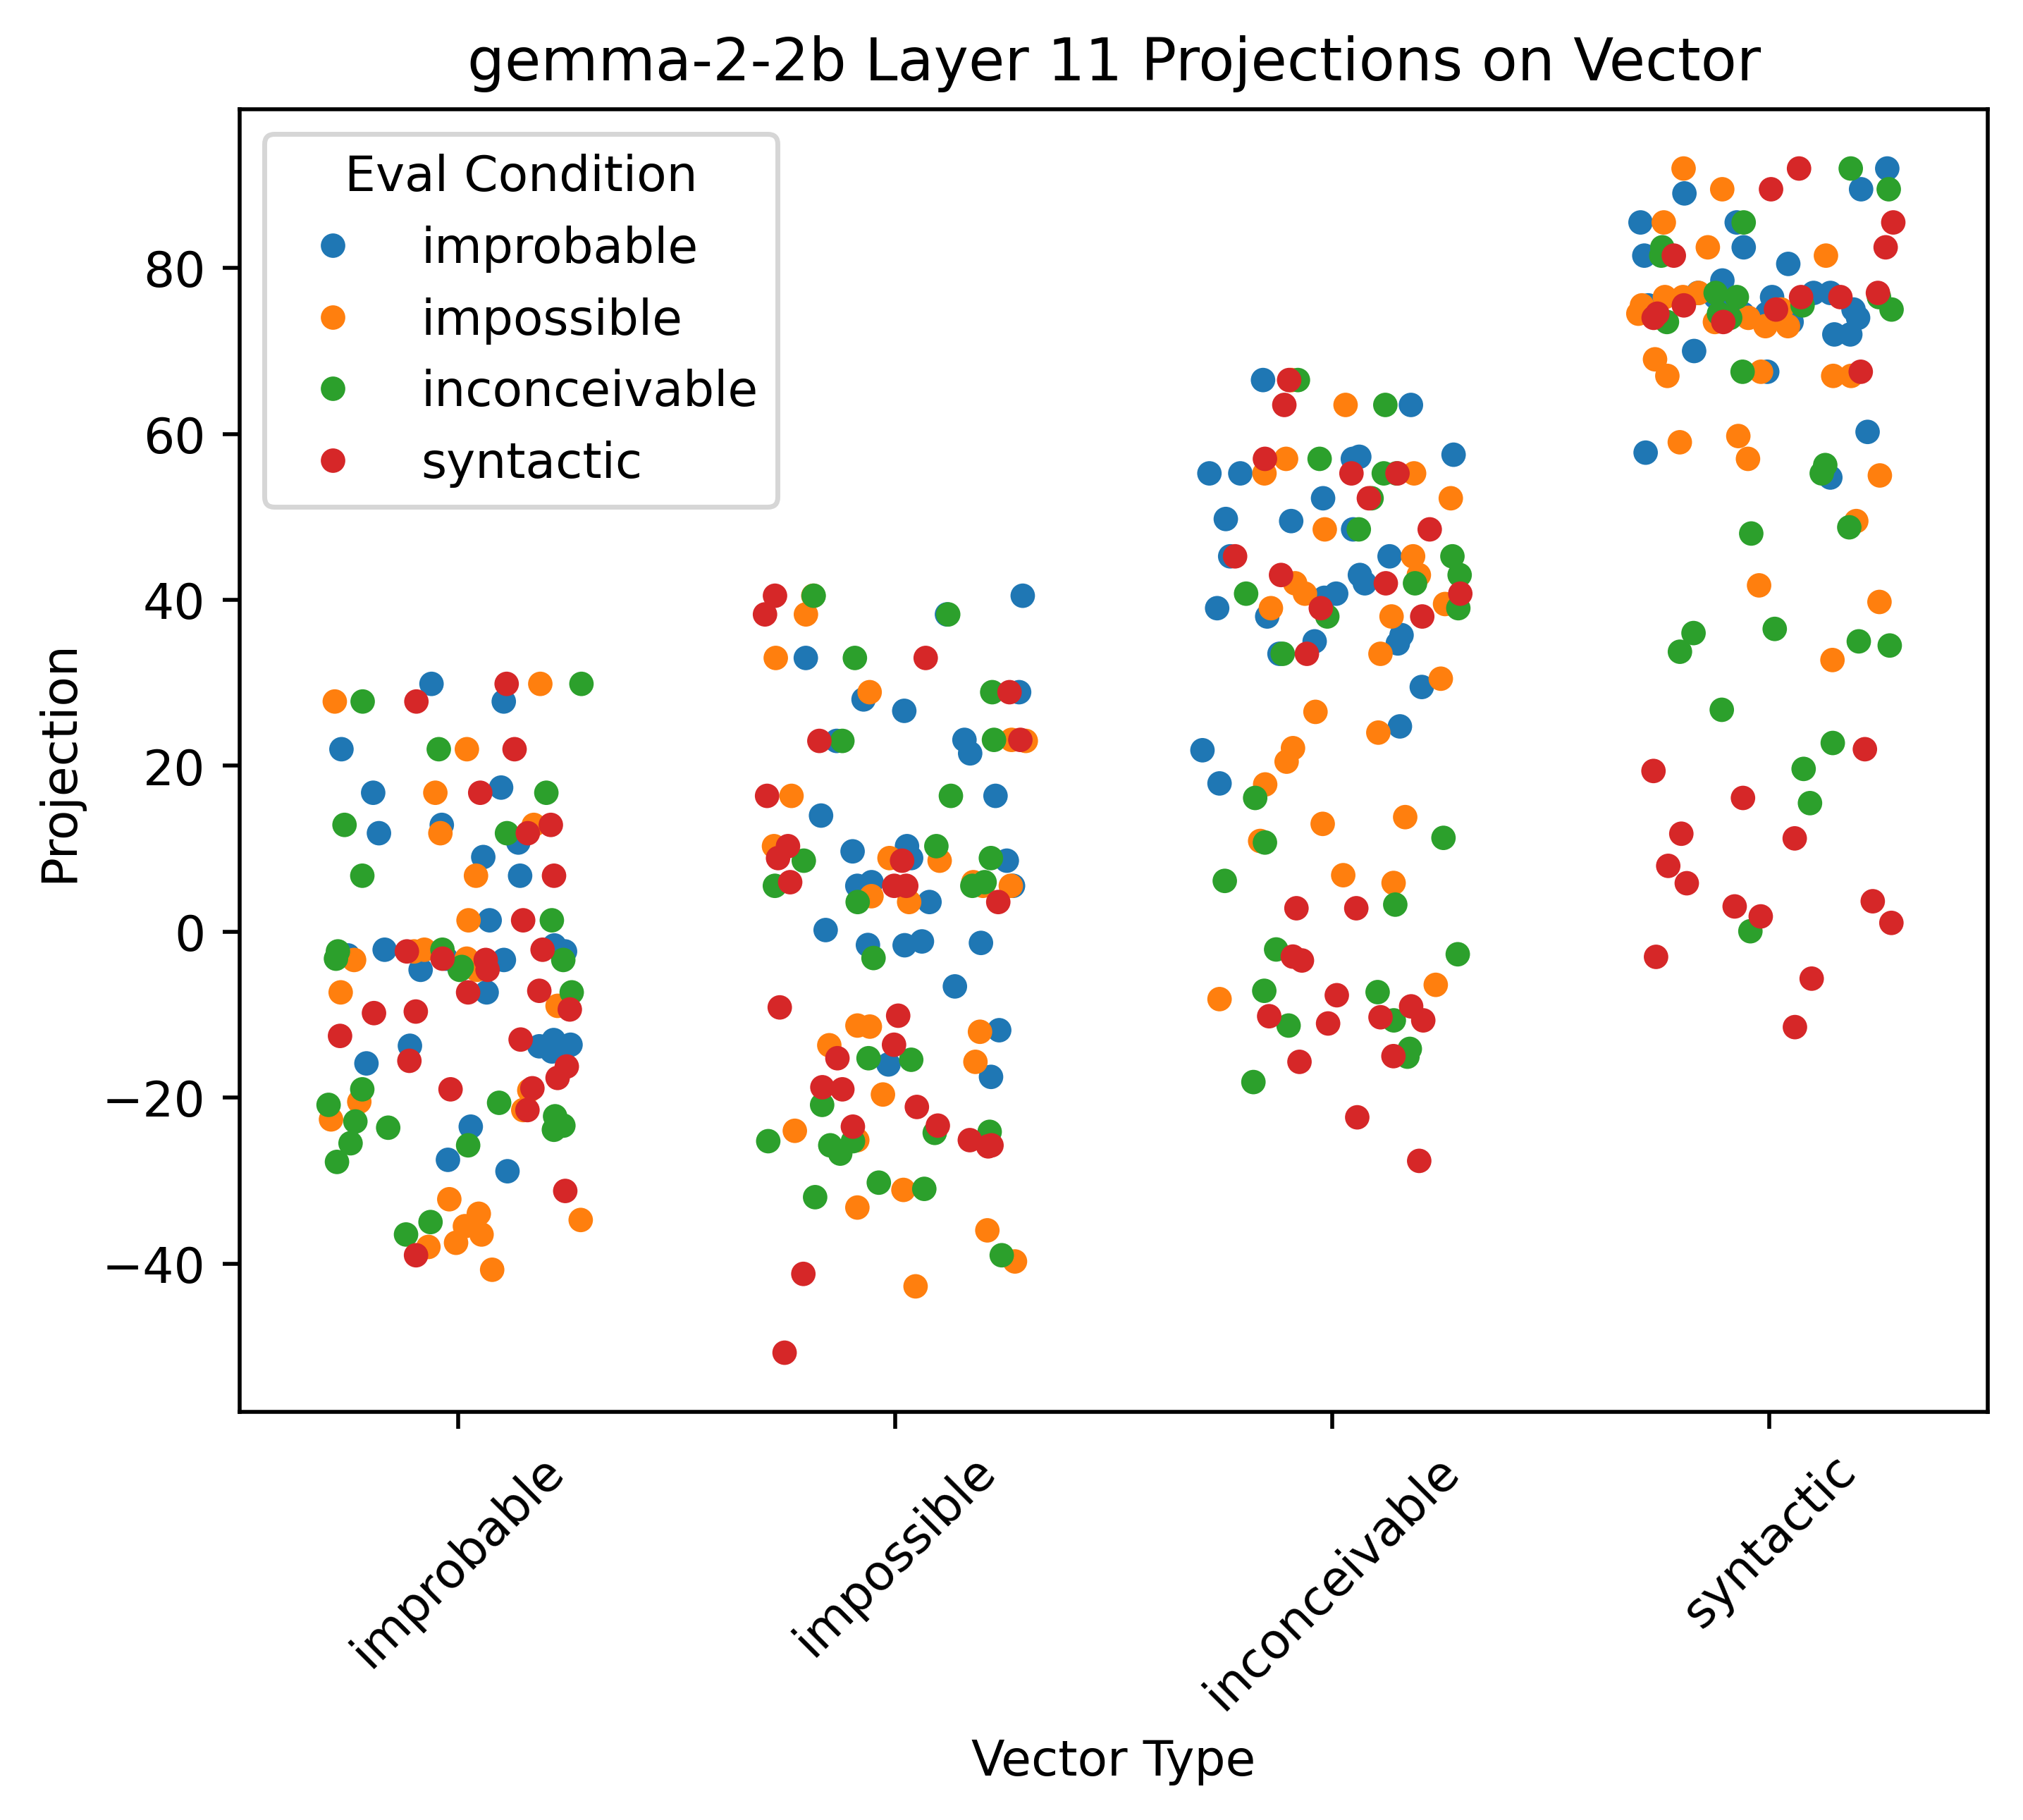 gemma-2-2b Layer 11 Projections on Vector
Eval Condition
improbable
impossible
inconceivable
syntactic
80
60
40
20
0
−20
−40
Projection
improbable
impossible
inconceivable
syntactic
Vector Type